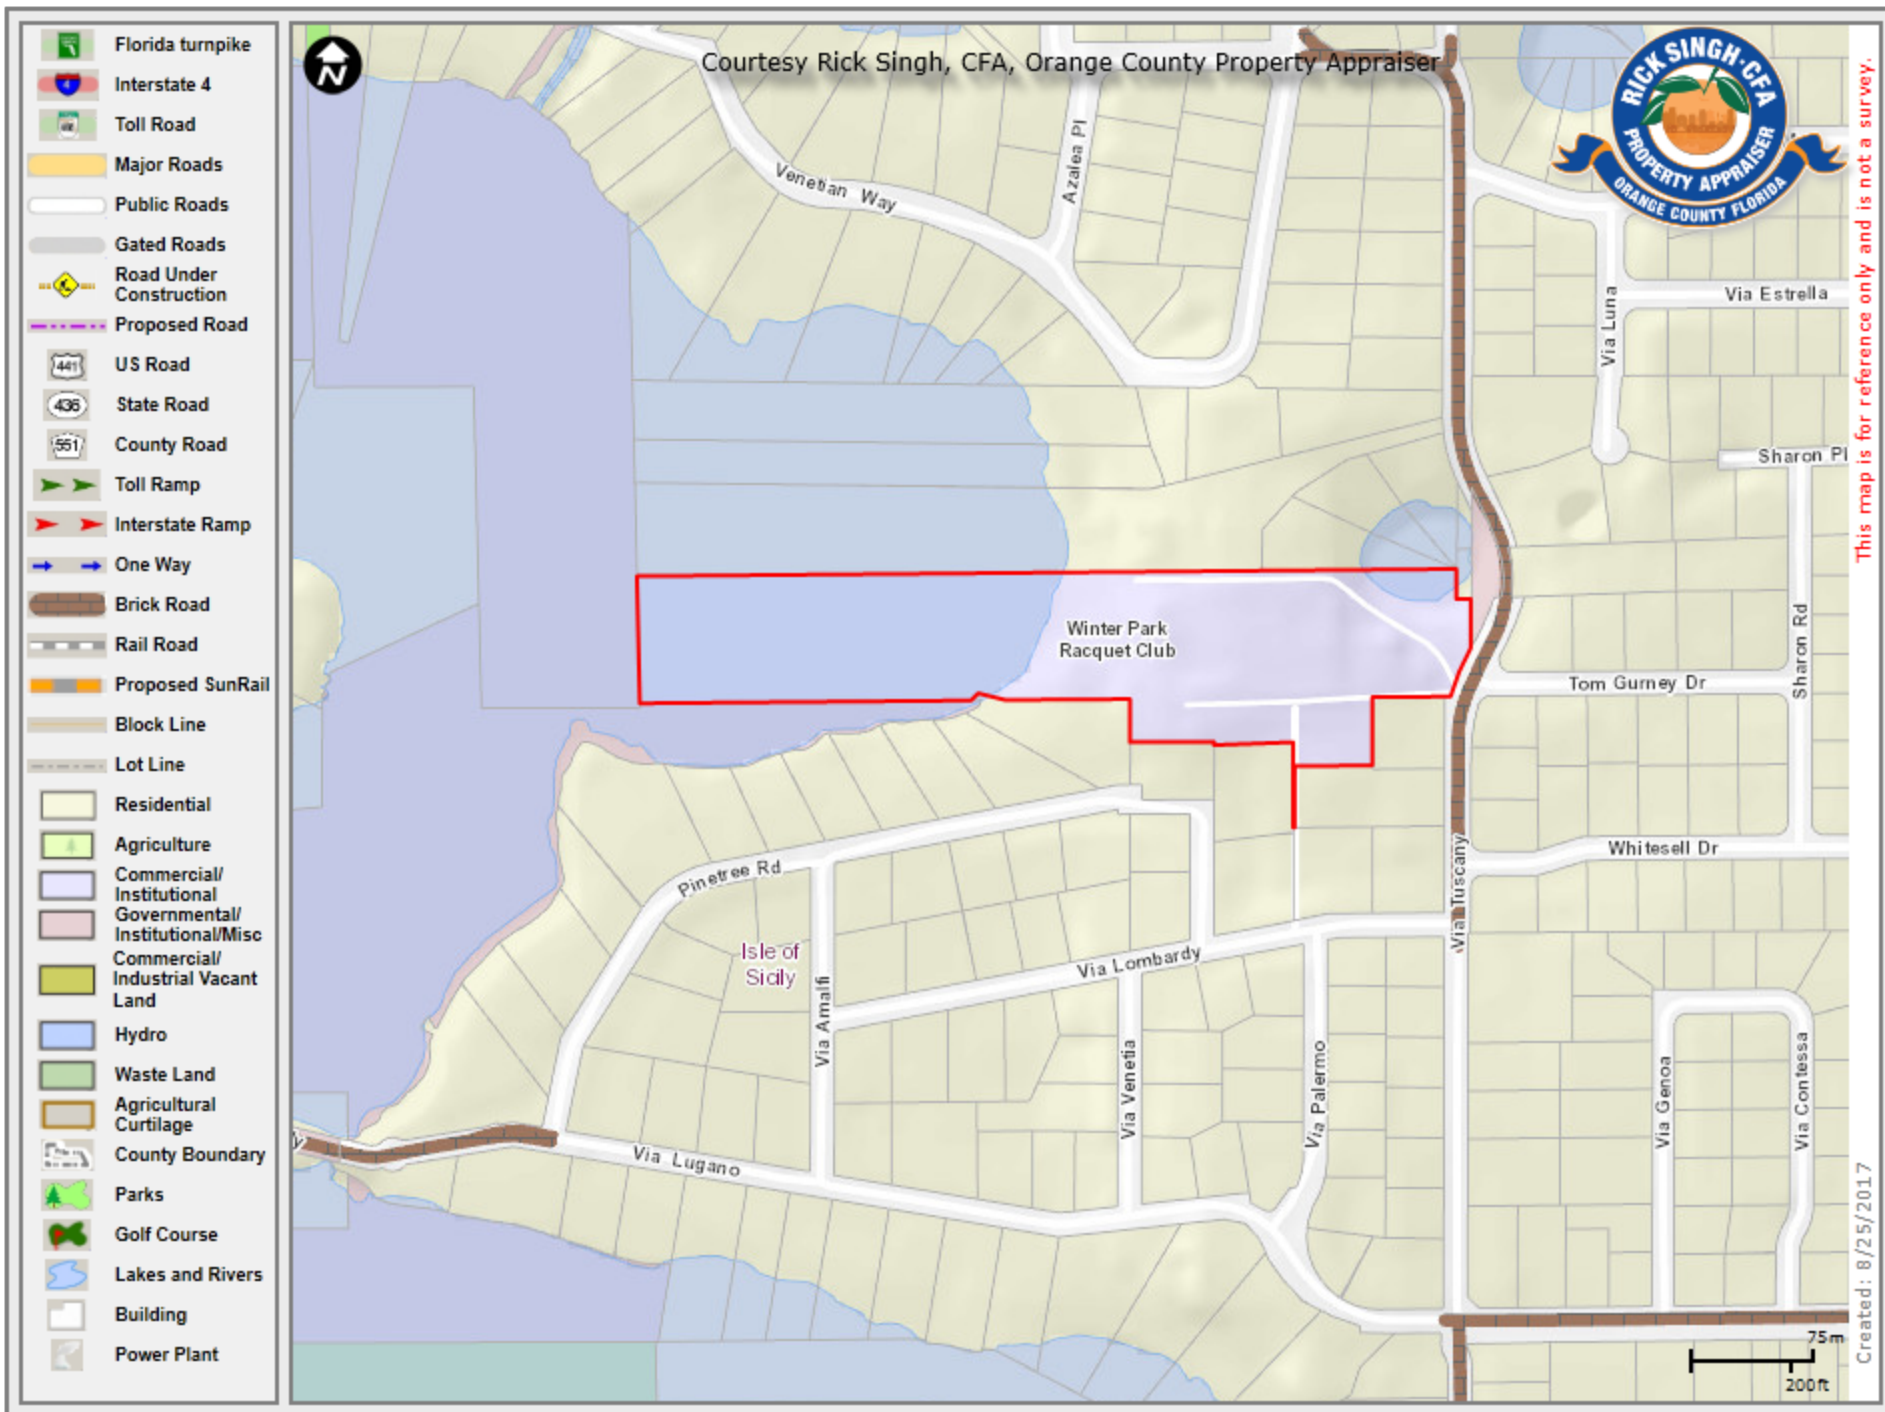 Florida turnpike
Interstate 4
Toll Road
Major Roads
Public Roads
Gated Roads
Road Under
Construction
Proposed Road
441
US Road
436
State Road
551
County Road
Toll Ramp
Interstate Ramp
One Way
Brick Road
Rail Road
Proposed SunRail
Block Line
Lot Line
Residential
Agriculture
Commercial/
Institutional
Governmental/
Institutional/Misc
Commercial/
Industrial Vacant
Land
Hydro
Waste Land
Agricultural
Curtilage
County Boundary
Parks
Golf Course
Lakes and Rivers
Building
Power Plant
N
Courtesy Rick Singh, CFA, Orange County Property Appraiser
RICK SINGH·CFA
PROPERTY APPRAISER
ORANGE COUNTY FLORIDA
This map is for reference only and is not a survey.
Venetian Way
Azalea Pl
Via Luna
Via Estrella
Sharon Pl
Winter Park
Racquet Club
Tom Gurney Dr
Sharon Rd
Whitesell Dr
Via Tuscany
Pinetree Rd
Isle of
Sicily
Via Amalfi
Via Lombardy
Via Venetia
Via Palermo
Via Genoa
Via Contessa
Via Lugano
y
75m
200ft
Created: 8/25/2017